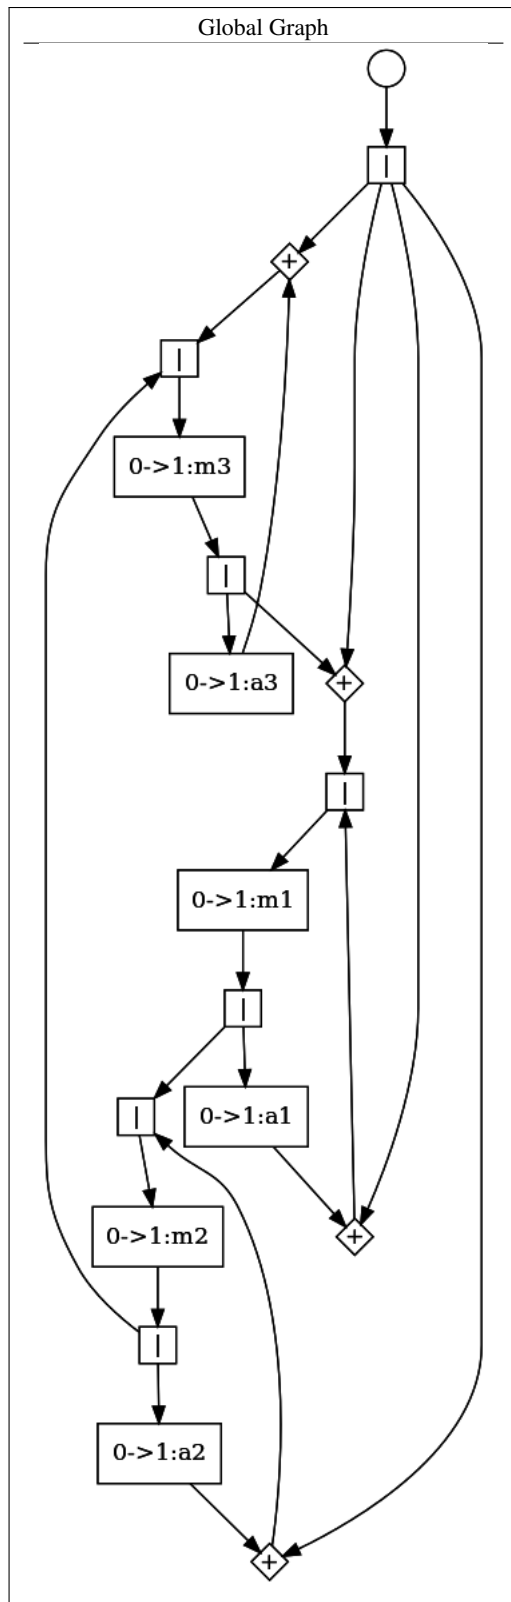 Global Graph
|
+
|
0->1:m3
|
0->1:a3
+
|
0->1:m1
|
|
0->1:a1
0->1:m2
+
|
0->1:a2
+